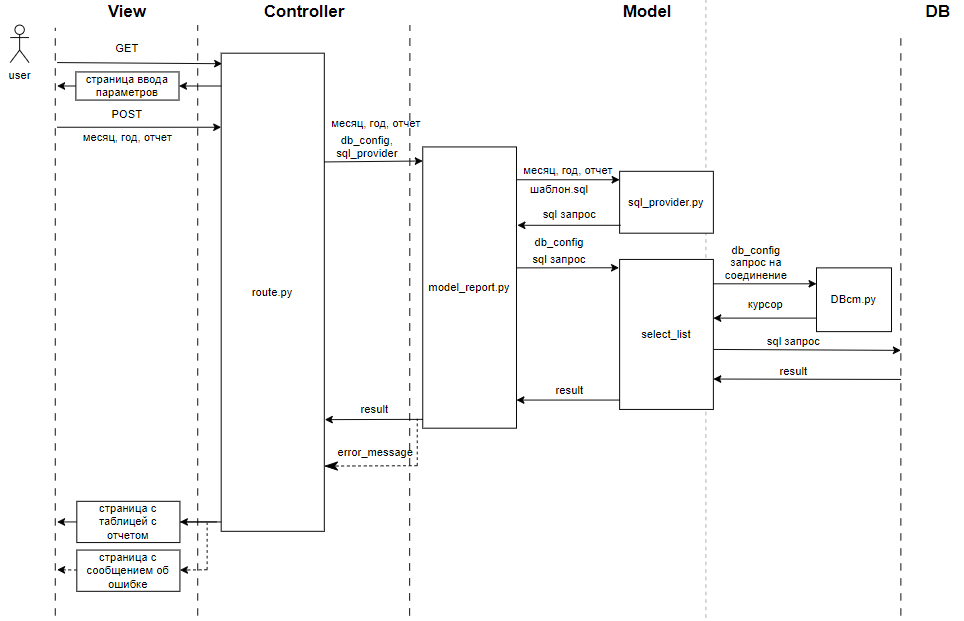 View
Controller
Model
DB
user
GET
страница ввода
параметров
POST
месяц, год, отчет
route.py
месяц, год, отчет
db_config,
sql_provider
model_report.py
месяц, год, отчет
шаблон.sql
sql запрос
sql_provider.py
db_config
sql запрос
select_list
db_config
запрос на
соединение
курсор
DBcm.py
sql запрос
result
result
result
error_message
страница с
таблицей с
отчетом
страница с
сообщением об
ошибке